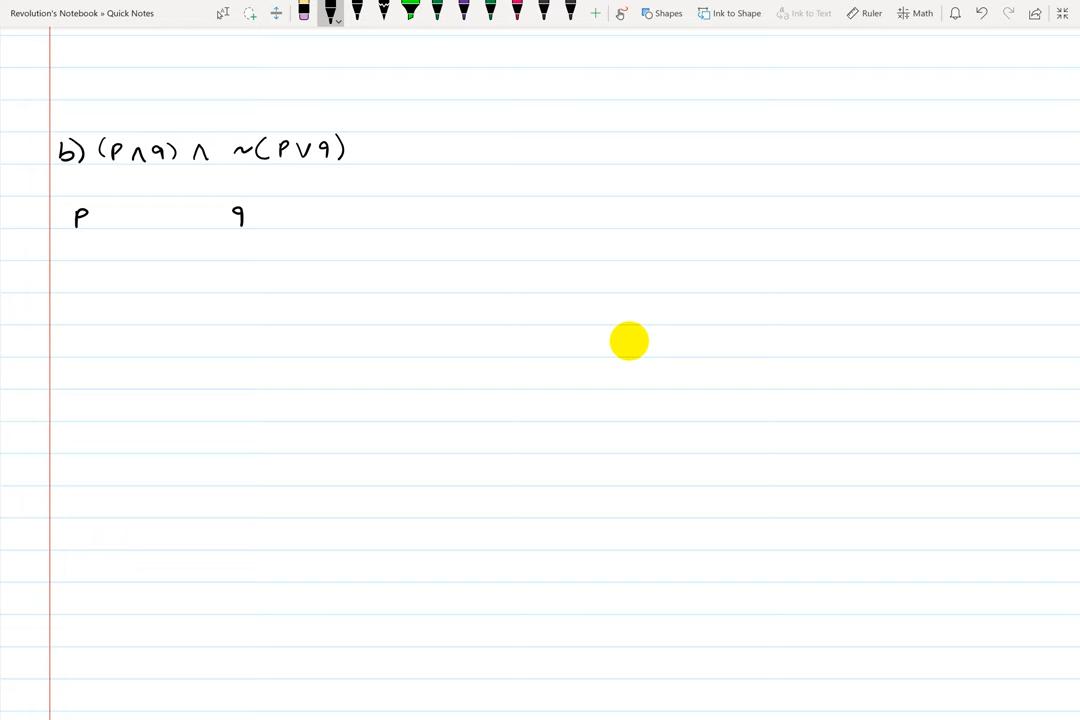 Revolution's Notebook » Quick Notes Shapes Ink to Shape Ink to Text Ruler Math
b) (p ∧ q) ∧ ~(p ∨ q)
p q